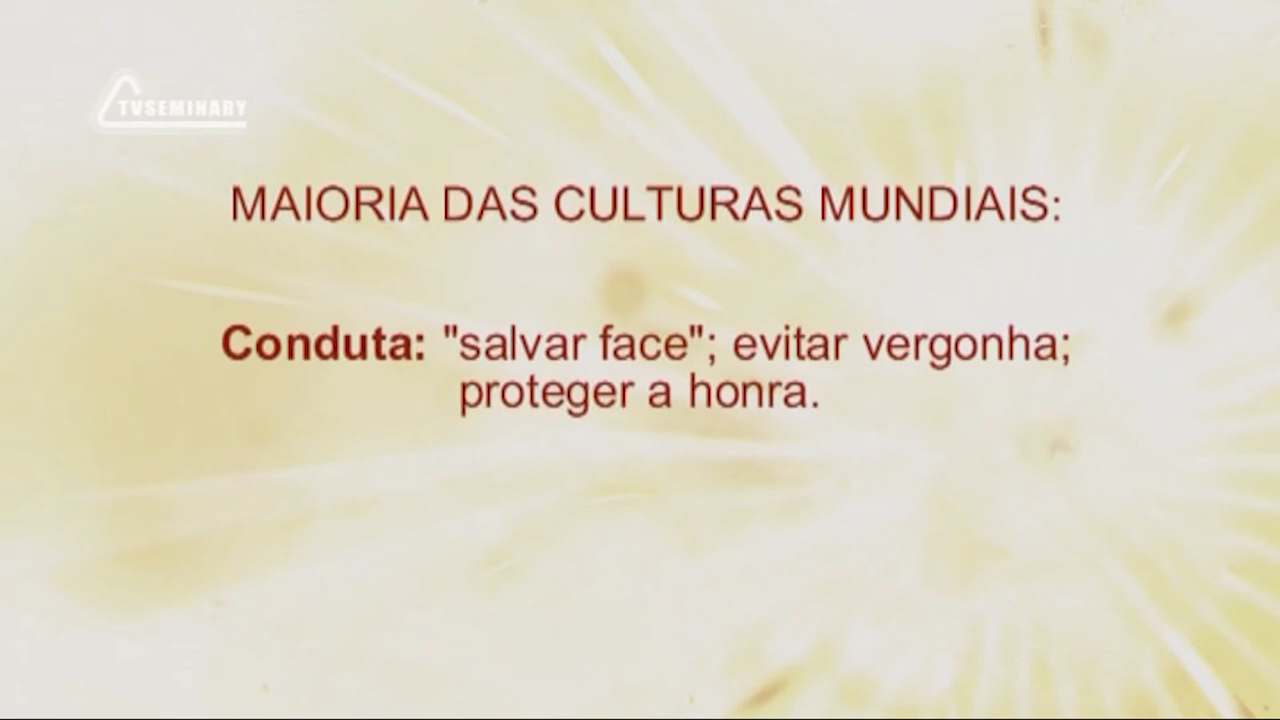 TVSEMINARY
MAIORIA DAS CULTURAS MUNDIAIS:
Conduta: "salvar face"; evitar vergonha;
proteger a honra.